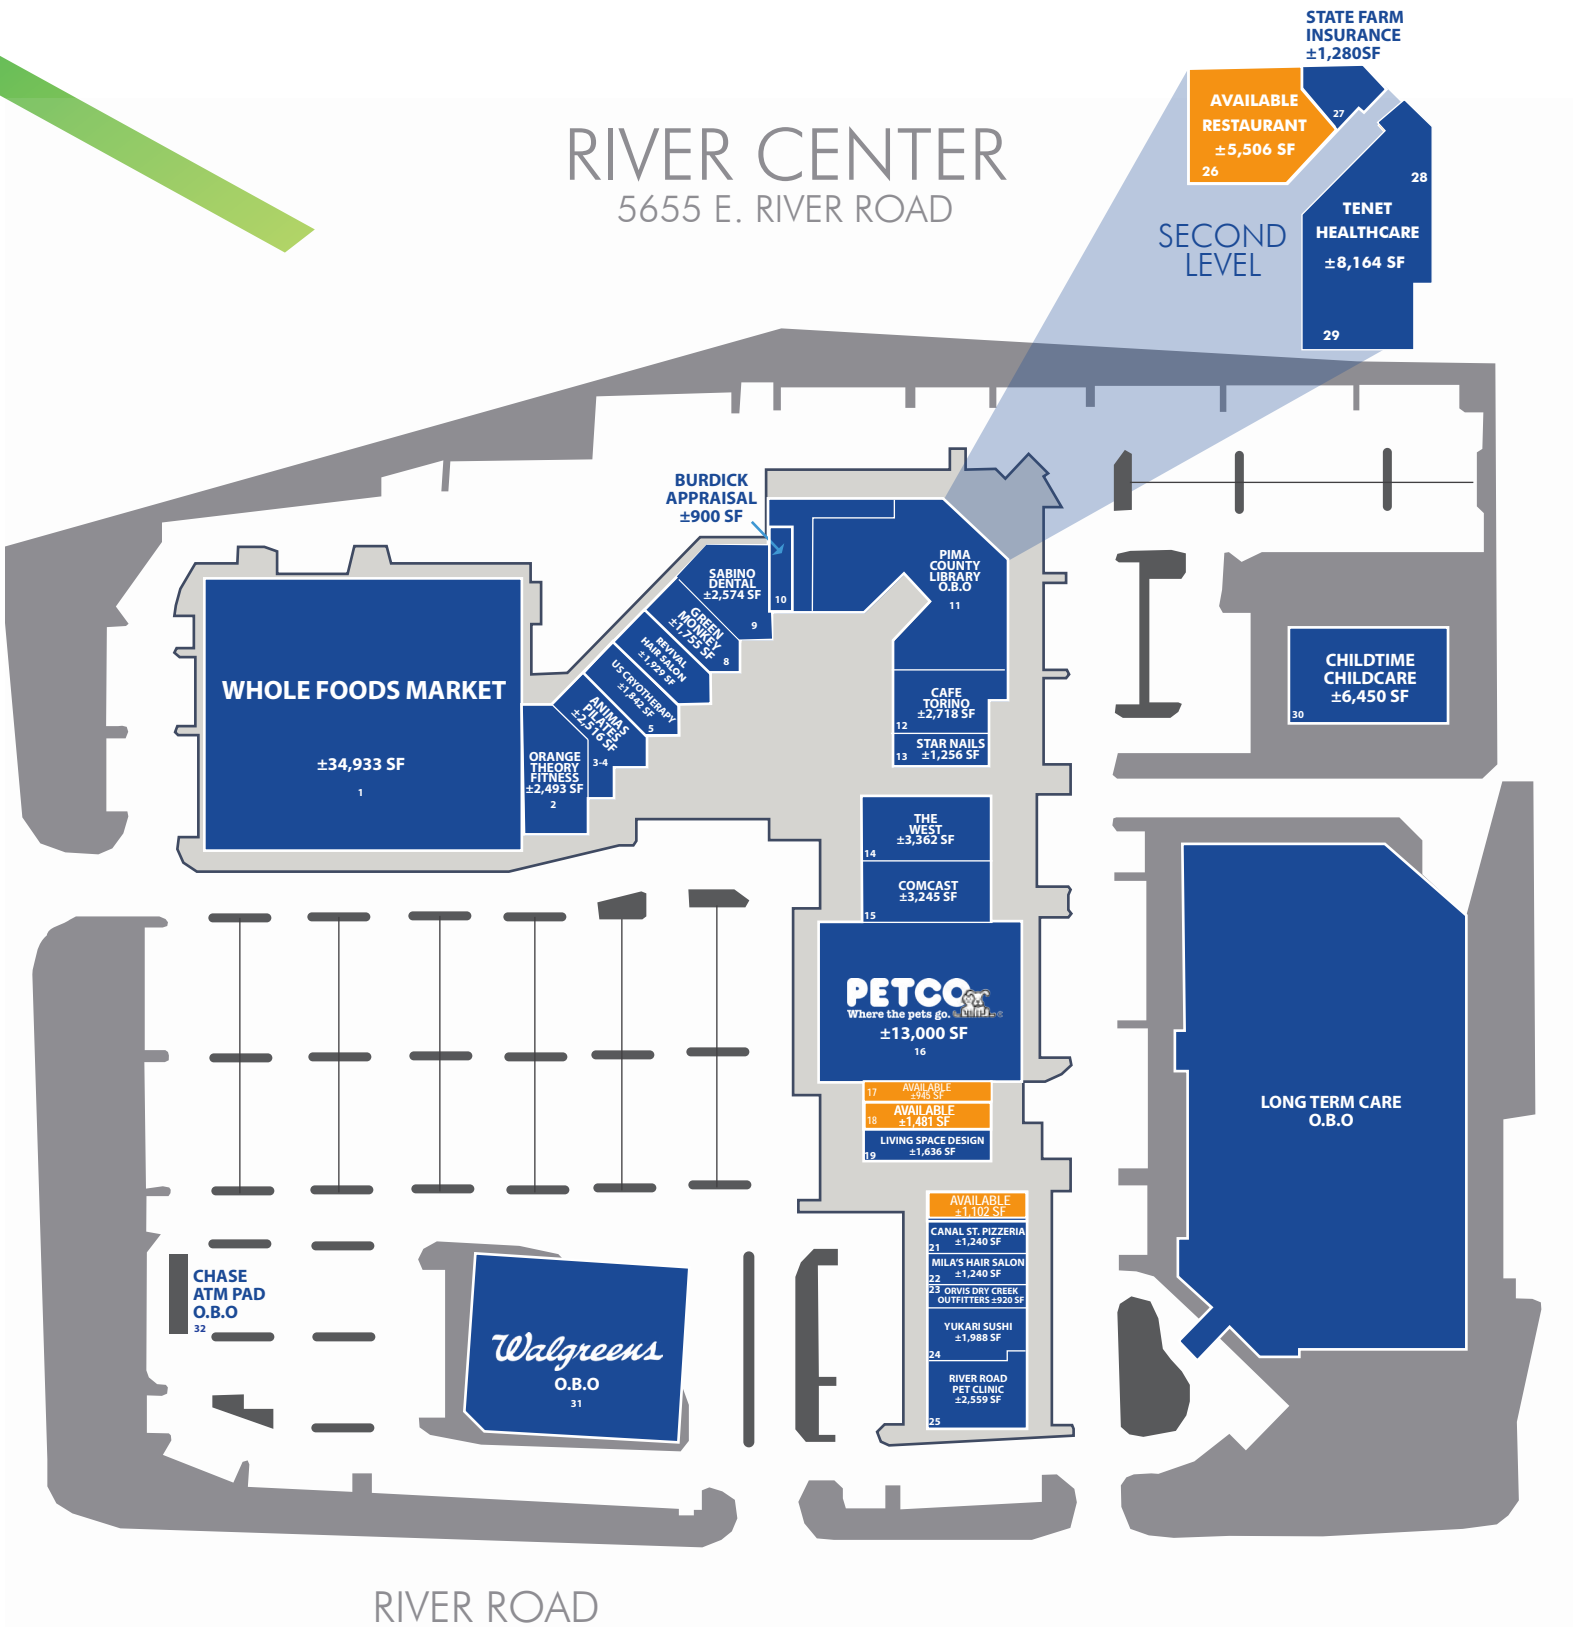 STATE FARM
INSURANCE
±1,280SF
27
AVAILABLE
RESTAURANT
±5,506 SF
26
28
TENET
HEALTHCARE
±8,164 SF
29
SECOND
LEVEL
RIVER CENTER
5655 E. RIVER ROAD
BURDICK
APPRAISAL
±900 SF
10
PIMA
COUNTY
LIBRARY
O.B.O
11
SABINO
DENTAL
±2,574 SF
9
GREEN
MONKEY
±1,755 SF
8
REVIVAL
HAIR SALON
±1,929 SF
US CRYOTHERAPY
±1,842 SF
5
ANIMAS
PILATES
±2,516 SF
3-4
ORANGE
THEORY
FITNESS
±2,493 SF
2
WHOLE FOODS MARKET
±34,933 SF
1
CAFE
TORINO
±2,718 SF
12
STAR NAILS
±1,256 SF
13
CHILDTIME
CHILDCARE
±6,450 SF
30
THE
WEST
±3,362 SF
14
COMCAST
±3,245 SF
15
PETCO
Where the pets go.
±13,000 SF
16
AVAILABLE
±945 SF
17
AVAILABLE
±1,481 SF
18
LIVING SPACE DESIGN
±1,636 SF
19
LONG TERM CARE
O.B.O
AVAILABLE
±1.102 SF
CANAL ST. PIZZERIA
±1,240 SF
21
MILA'S HAIR SALON
±1,240 SF
22
23 ORVIS DRY CREEK
OUTFITTERS ±920 SF
YUKARI SUSHI
±1,988 SF
24
RIVER ROAD
PET CLINIC
±2,559 SF
25
CHASE
ATM PAD
O.B.O
32
Walgreens
O.B.O
31
RIVER ROAD